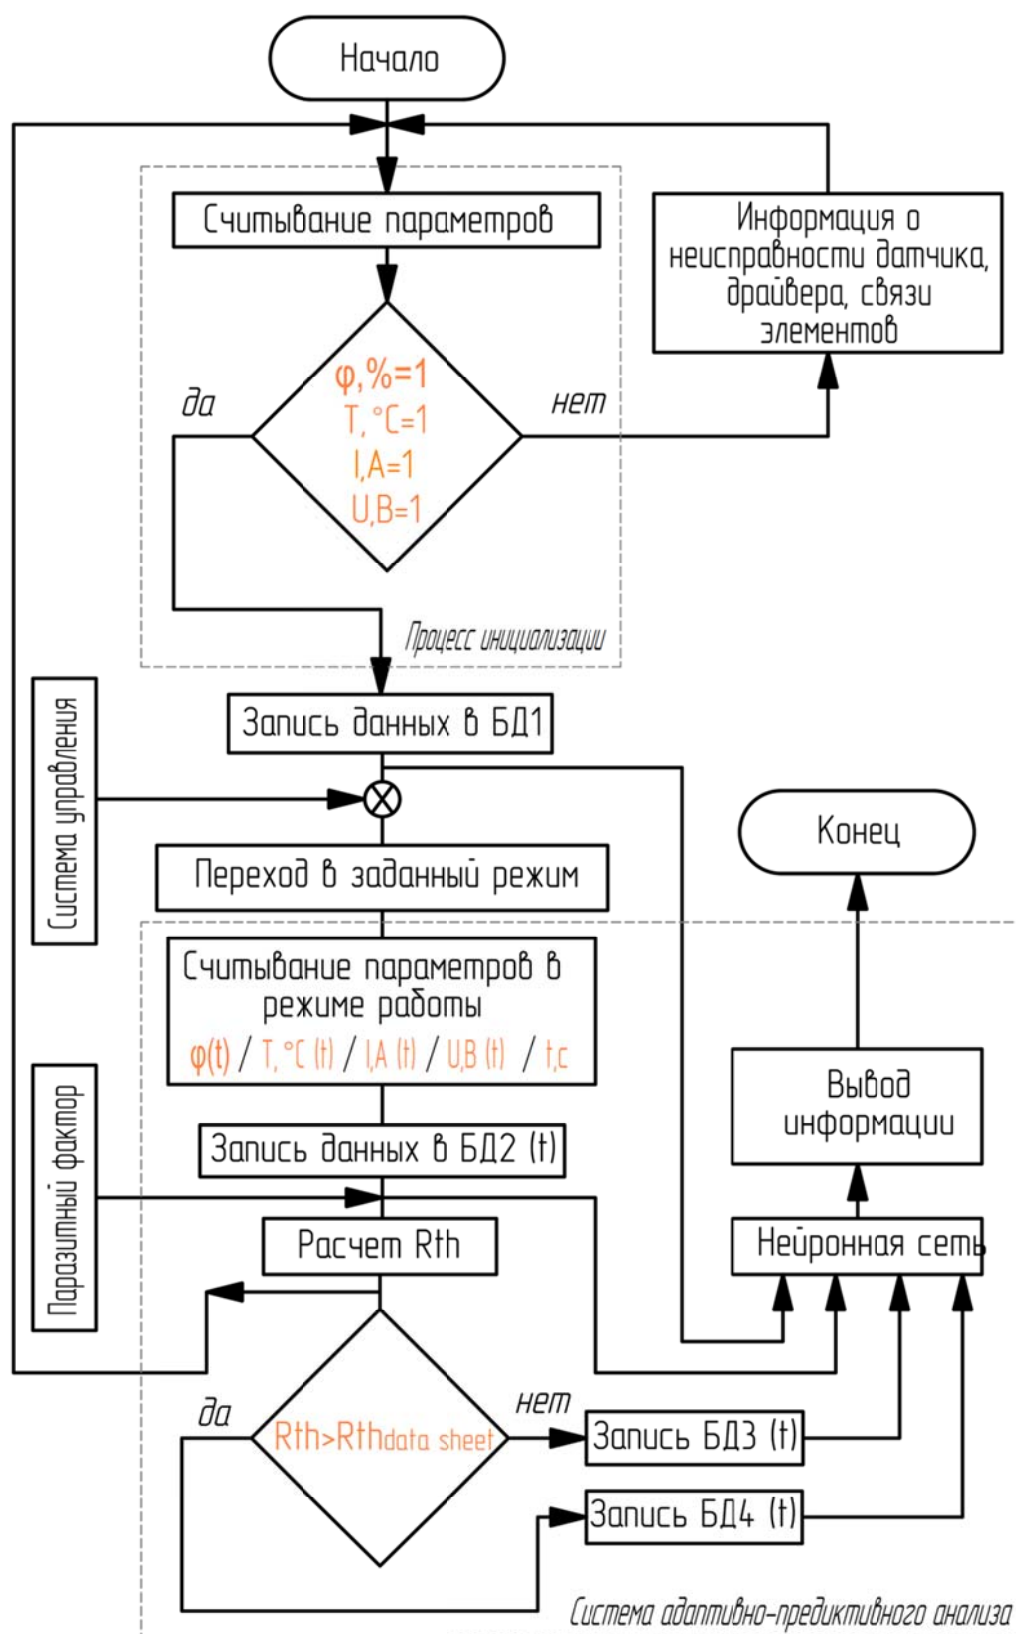 Начало
Считывание параметров
Информация о
неисправности датчика,
драйвера, связи
элементов
φ,%=1
T,°C=1
I,A=1
U,B=1
да
нет
Процесс инициализации
Запись данных в БД1
Система управления
Переход в заданный режим
Конец
Считывание параметров в
режиме работы
φ(t) / T,°C (t) / I,A (t) / U,B (t) / t,c
Запись данных в БД2 (t)
Паразитный фактор
Вывод
информации
Расчет Rth
Нейронная сеть
да
нет
Rth>Rthdata sheet
Запись БД3 (t)
Запись БД4 (t)
Система адаптивно-предиктивного анализа